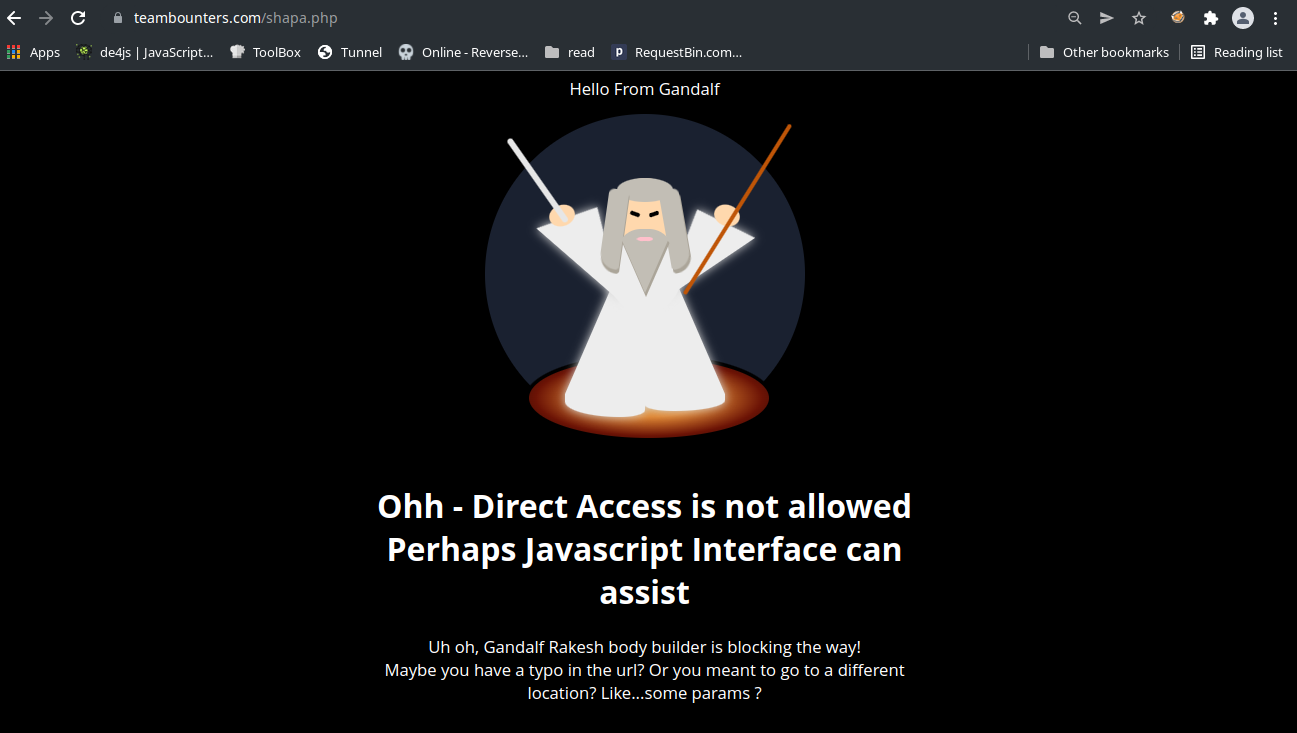 teambounters.com/shapa.php
Apps de4js | JavaScript... ToolBox Tunnel Online - Reverse... read p RequestBin.com... Other bookmarks Reading list
Hello From Gandalf
Ohh - Direct Access is not allowed
Perhaps Javascript Interface can
assist
Uh oh, Gandalf Rakesh body builder is blocking the way!
Maybe you have a typo in the url? Or you meant to go to a different
location? Like...some params ?